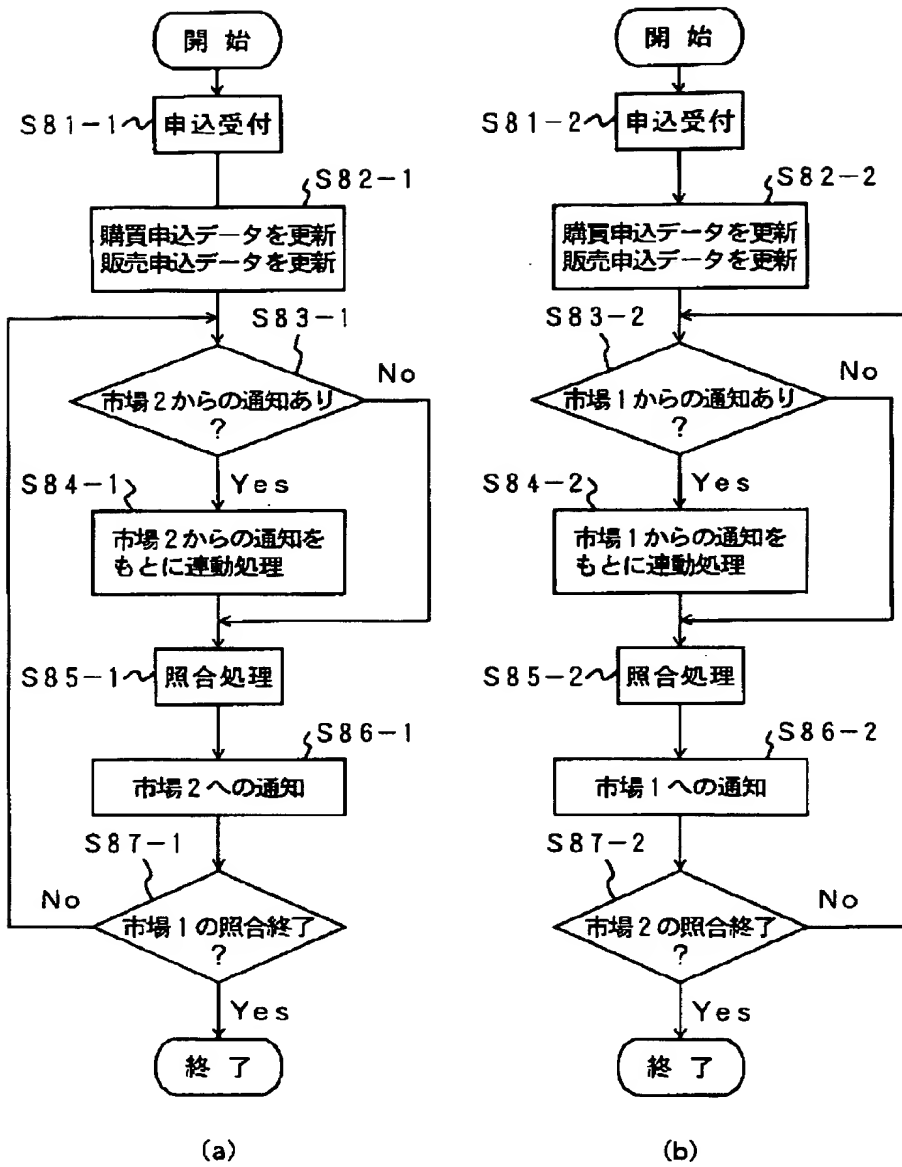 開始
S81-1
申込受付
S82-1
購買申込データを更新
販売申込データを更新
S83-1
市場2からの通知あり
?
No
Yes
S84-1
市場2からの通知を
もとに連動処理
S85-1
照合処理
S86-1
市場2への通知
S87-1
市場1の照合終了
?
No
Yes
終了
(a)
開始
S81-2
申込受付
S82-2
購買申込データを更新
販売申込データを更新
S83-2
市場1からの通知あり
?
No
Yes
S84-2
市場1からの通知を
もとに連動処理
S85-2
照合処理
S86-2
市場1への通知
S87-2
市場2の照合終了
?
No
Yes
終了
(b)